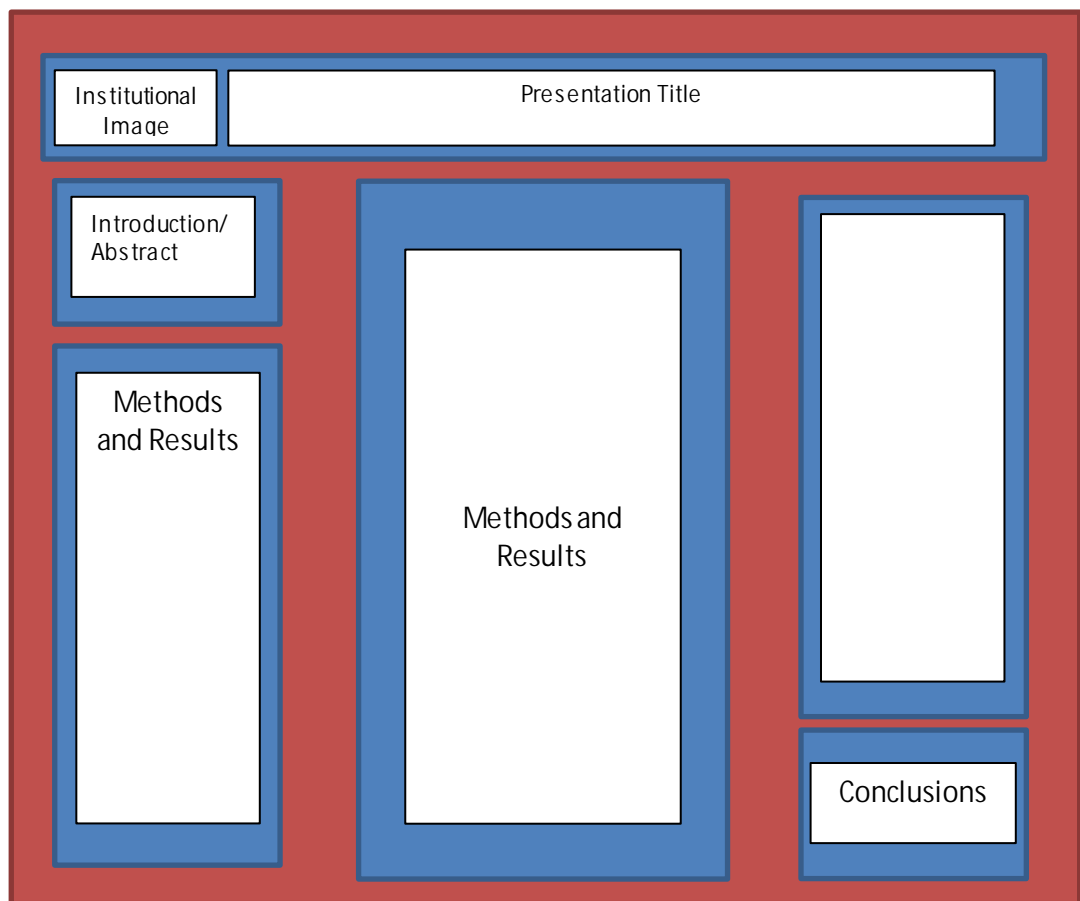 Institutional
Image
Presentation Title
Introduction/
Abstract
Methods
and Results
Methods and
Results
Conclusions